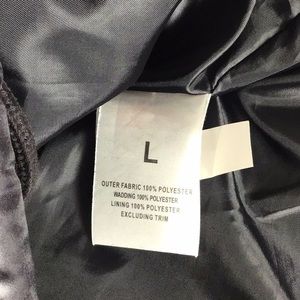 L
OUTER FABRIC 100% POLYESTER
WADDING 100% POLYESTER
LINING 100% POLYESTER
EXCLUDING TRIM